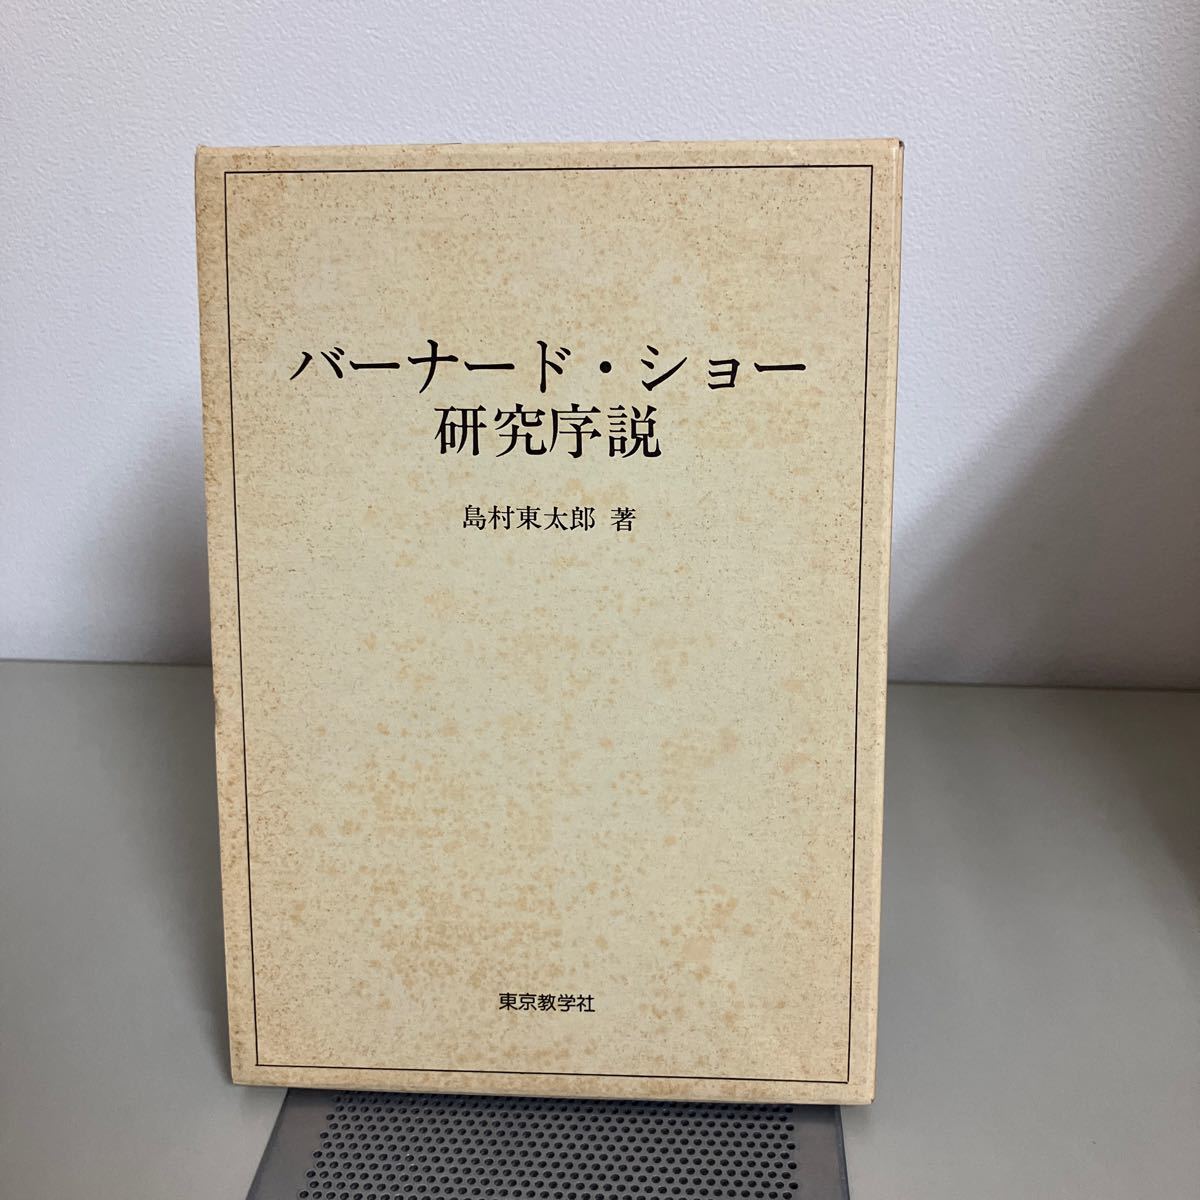 バーナード・ショー
研究序説
島村東太郎 著
東京教学社